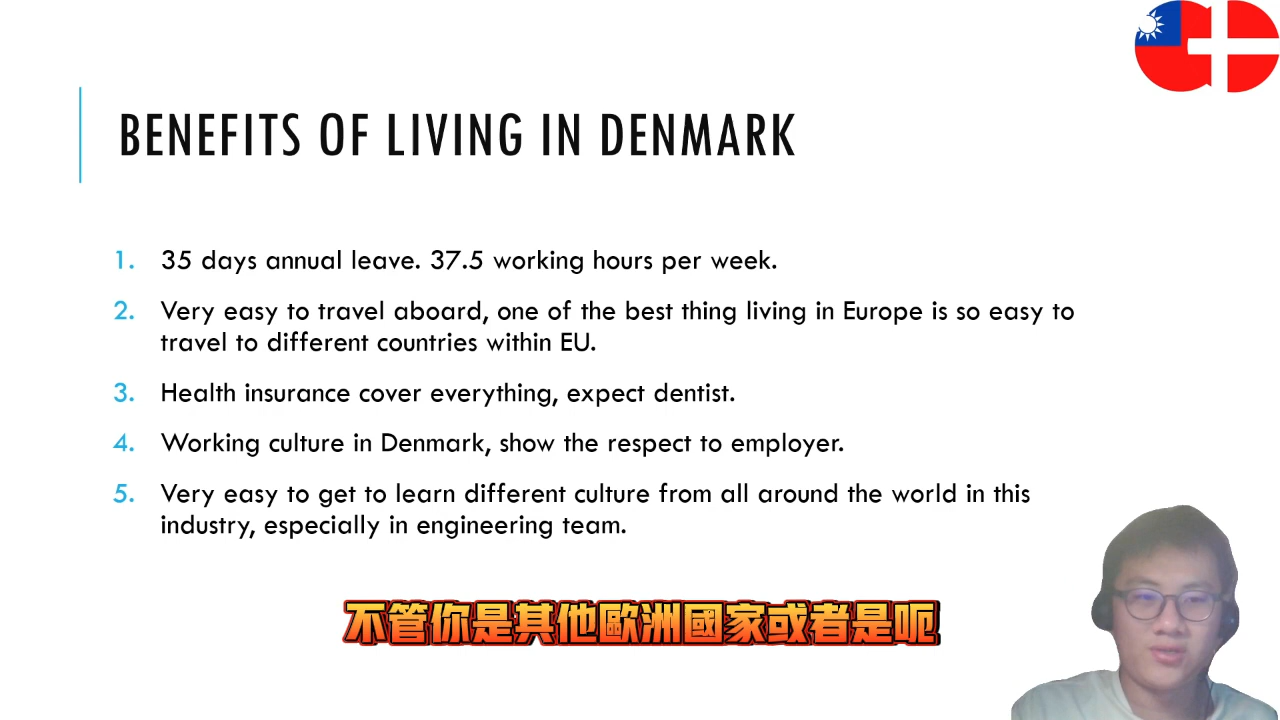 BENEFITS OF LIVING IN DENMARK
1. 35 days annual leave. 37.5 working hours per week.
2. Very easy to travel aboard, one of the best thing living in Europe is so easy to
travel to different countries within EU.
3. Health insurance cover everything, expect dentist.
4. Working culture in Denmark, show the respect to employer.
5. Very easy to get to learn different culture from all around the world in this
industry, especially in engineering team.
不管你是其他歐洲國家或者是呃